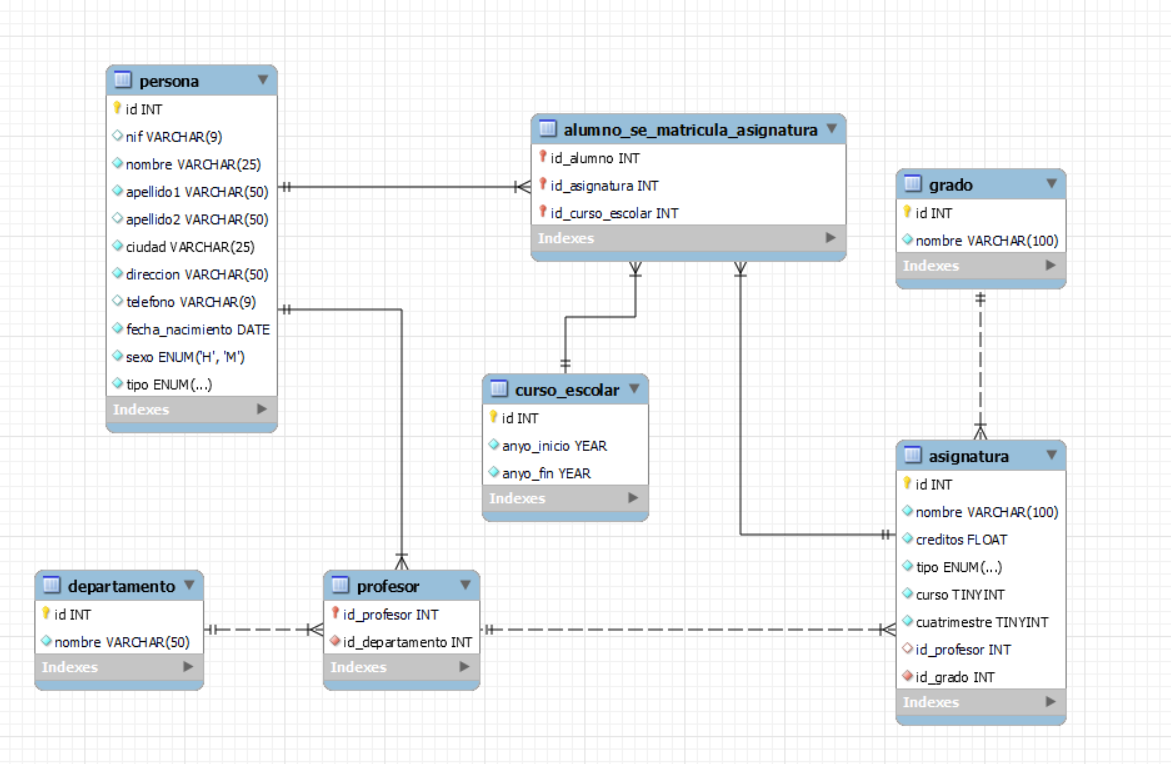 persona
id INT
nif VARCHAR(9)
nombre VARCHAR(25)
apellido1 VARCHAR(50)
apellido2 VARCHAR(50)
ciudad VARCHAR(25)
direccion VARCHAR(50)
telefono VARCHAR(9)
fecha_nacimiento DATE
sexo ENUM('H', 'M')
tipo ENUM(...)
Indexes
alumno_se_matricula_asignatura
id_alumno INT
id_asignatura INT
id_curso_escolar INT
Indexes
grado
id INT
nombre VARCHAR(100)
Indexes
curso_escolar
id INT
anyo_inicio YEAR
anyo_fin YEAR
Indexes
asignatura
id INT
nombre VARCHAR(100)
creditos FLOAT
tipo ENUM(...)
curso TINYINT
cuatrimestre TINYINT
id_profesor INT
id_grado INT
Indexes
departamento
id INT
nombre VARCHAR(50)
Indexes
profesor
id_profesor INT
id_departamento INT
Indexes